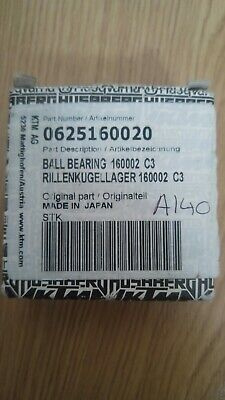 Part Number / Artikelnummer
0625160020
Part Description / Artikelbezeichnung
BALL BEARING 160002 C3
RILLENKUGELLAGER 160002 C3
Original part / Originalteil
MADE IN JAPAN
STK
A140
KTM AG
5230 Mattighofen/Austria
www.ktm.com